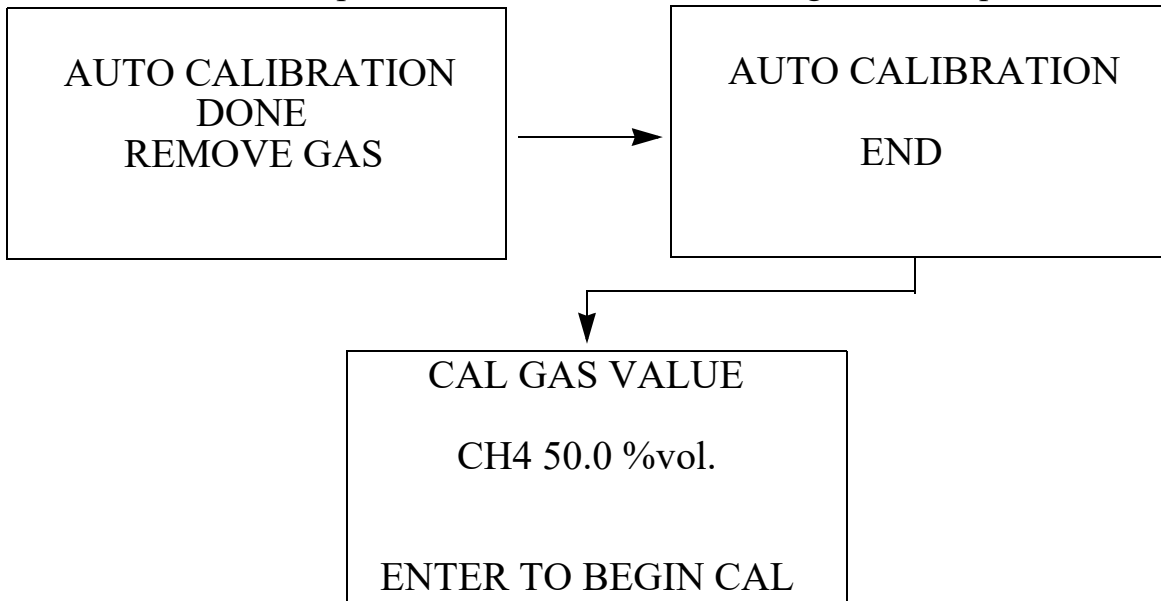 AUTO CALIBRATION
DONE
REMOVE GAS
AUTO CALIBRATION
END
CAL GAS VALUE
CH4 50.0 %vol.
ENTER TO BEGIN CAL